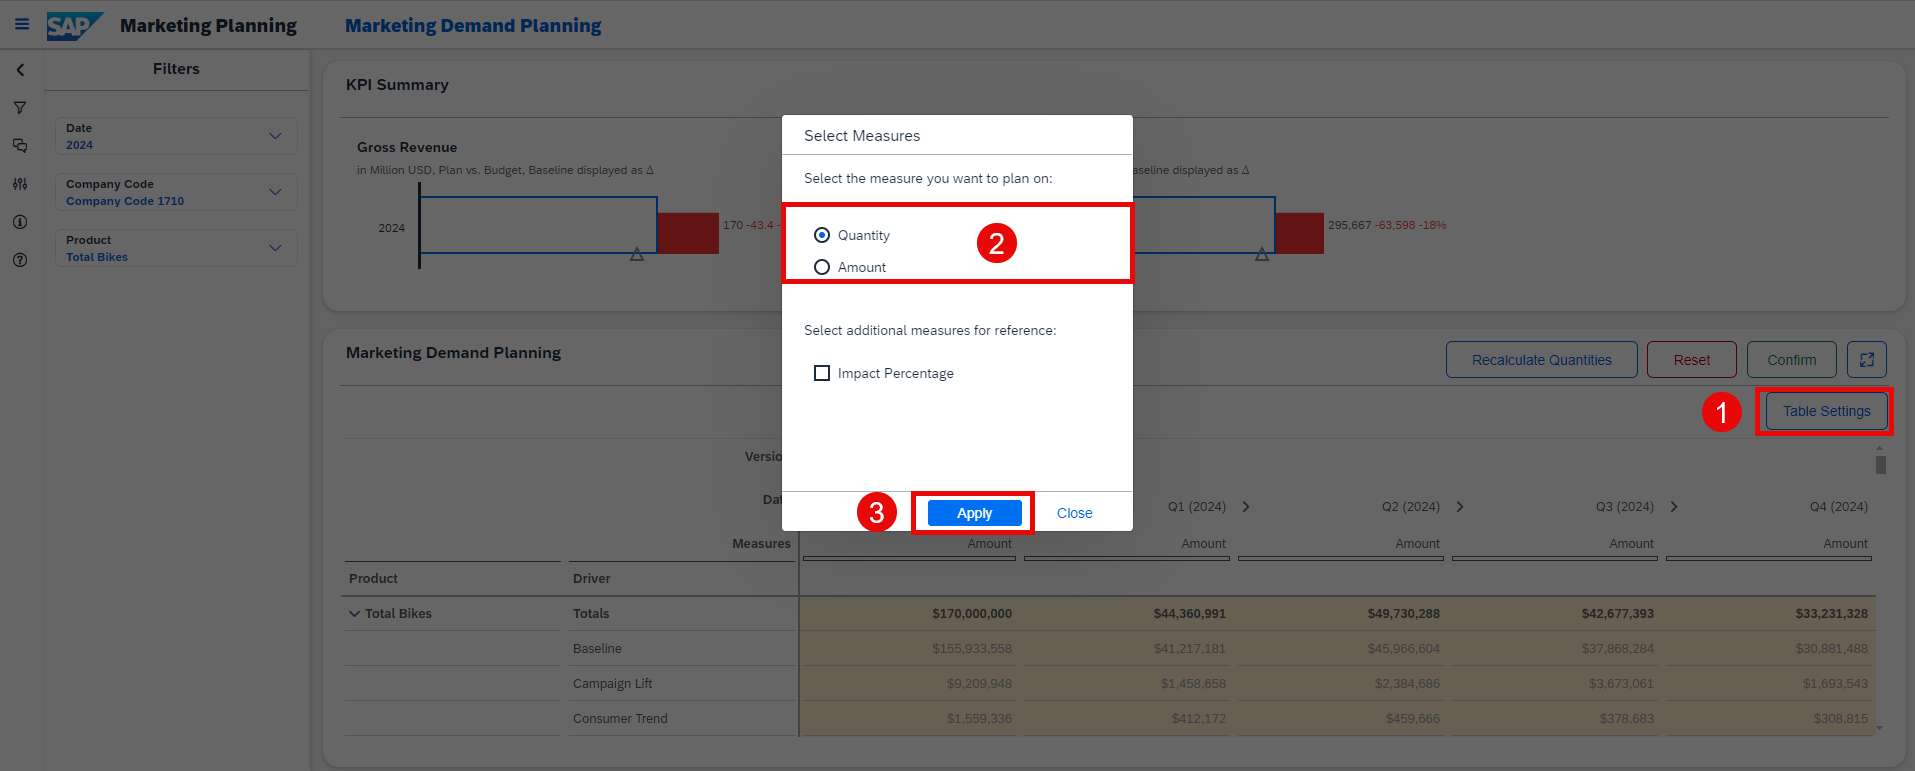 SAP Marketing Planning Marketing Demand Planning
Filters
Date
2024
Company Code
Company Code 1710
Product
Total Bikes
KPI Summary
Gross Revenue
in Million USD, Plan vs. Budget, Baseline displayed as Δ
aseline displayed as Δ
2024
170 -43.4 -
295,667 -63,598 -18%
Select Measures
Select the measure you want to plan on:
Quantity
Amount
2
Select additional measures for reference:
Impact Percentage
3
Apply
Close
Marketing Demand Planning
Recalculate Quantities
Reset
Confirm
1
Table Settings
Versio
Dat
Q1 (2024) Q2 (2024) Q3 (2024) Q4 (2024)
Measures Amount Amount Amount Amount Amount
Product Driver
Total Bikes Totals $170,000,000 $44,360,991 $49,730,288 $42,677,393 $33,231,328
Baseline $155,933,558 $41,217,181 $45,966,604 $37,868,284 $30,881,488
Campaign Lift $9,209,948 $1,458,658 $2,384,686 $3,673,061 $1,693,543
Consumer Trend $1,559,336 $412,172 $459,666 $378,683 $308,815